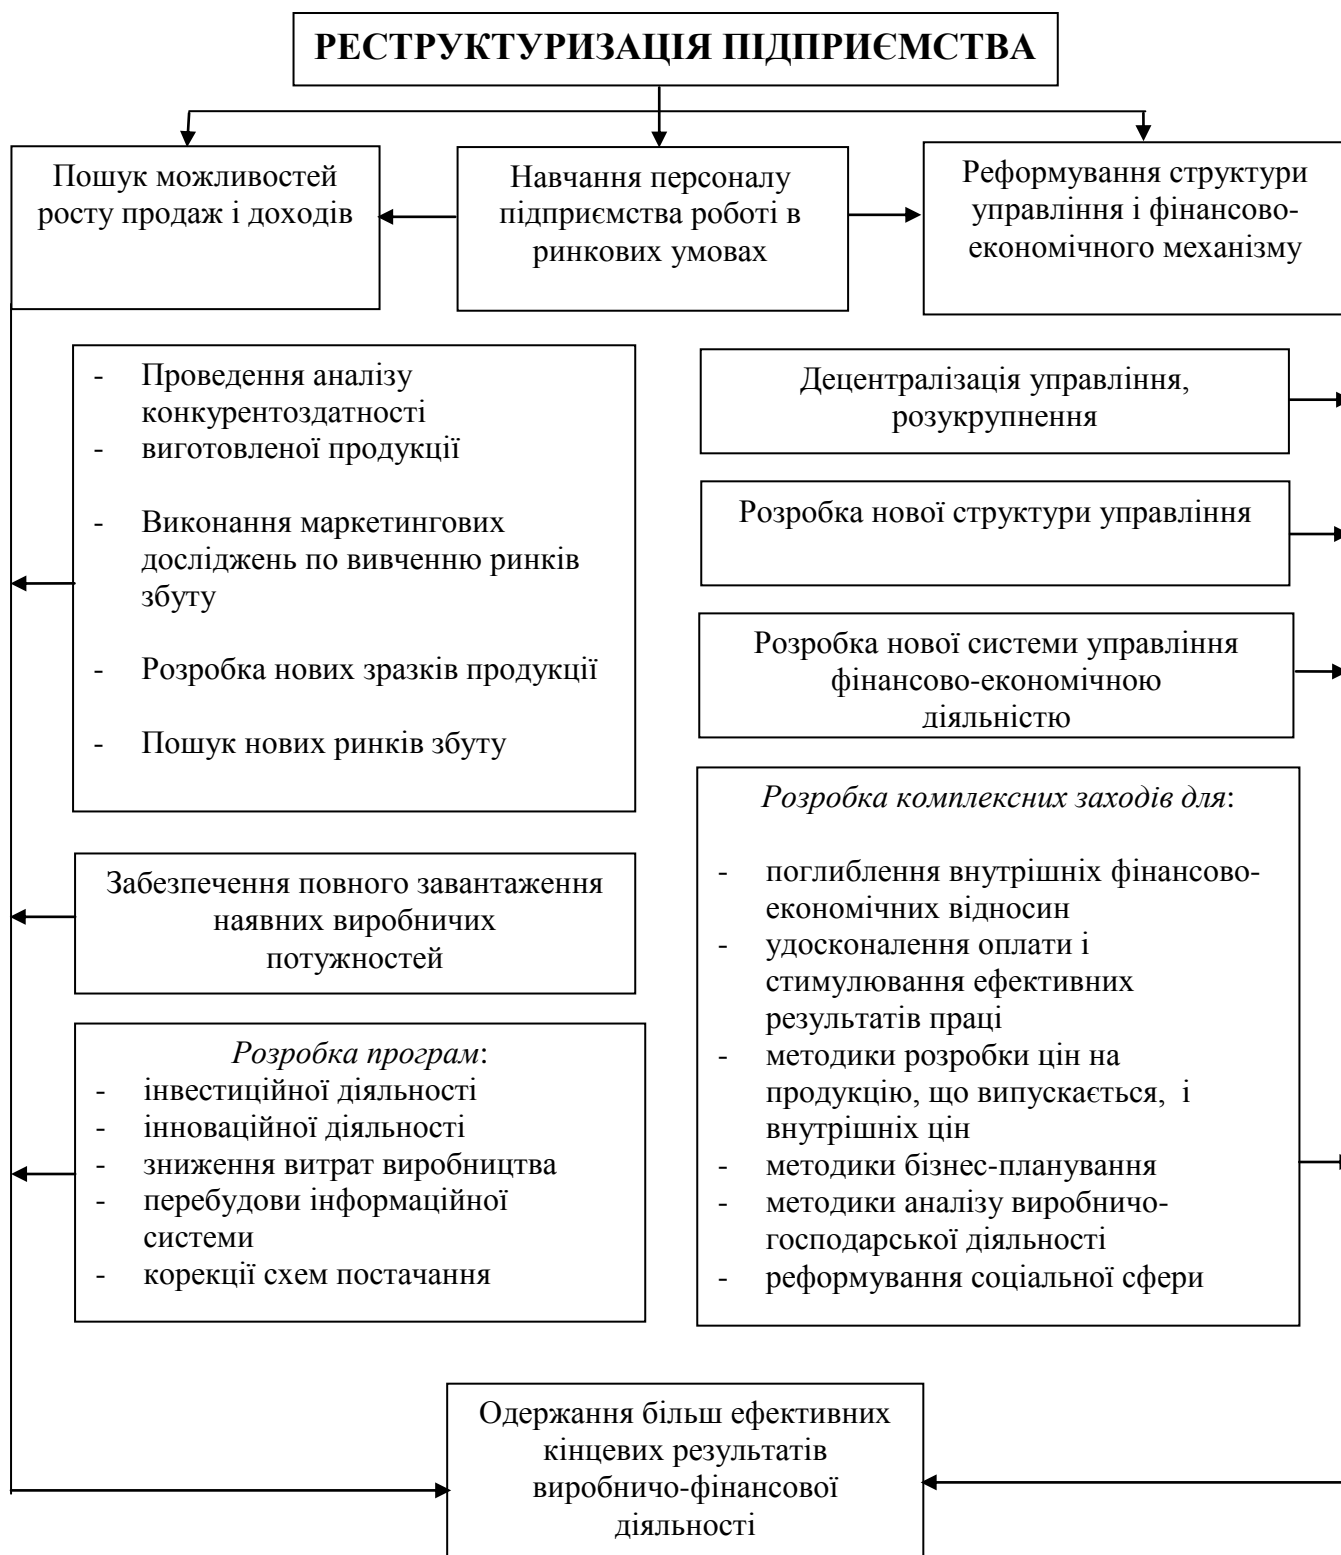 РЕСТРУКТУРИЗАЦІЯ ПІДПРИЄМСТВА
Пошук можливостей
росту продаж і доходів
Навчання персоналу
підприємства роботі в
ринкових умовах
Реформування структури
управління і фінансово-
економічного механізму
- Проведення аналізу
конкурентоздатності
- виготовленої продукції
- Виконання маркетингових
досліджень по вивченню ринків
збуту
- Розробка нових зразків продукції
- Пошук нових ринків збуту
Забезпечення повного завантаження
наявних виробничих
потужностей
Розробка програм:
- інвестиційної діяльності
- інноваційної діяльності
- зниження витрат виробництва
- перебудови інформаційної
системи
- корекції схем постачання
Децентралізація управління,
розукрупнення
Розробка нової структури управління
Розробка нової системи управління
фінансово-економічною
діяльністю
Розробка комплексних заходів для:
- поглиблення внутрішніх фінансово-
економічних відносин
- удосконалення оплати і
стимулювання ефективних
результатів праці
- методики розробки цін на
продукцію, що випускається,  і
внутрішніх цін
- методики бізнес-планування
- методики аналізу виробничо-
господарської діяльності
- реформування соціальної сфери
Одержання більш ефективних
кінцевих результатів
виробничо-фінансової
діяльності